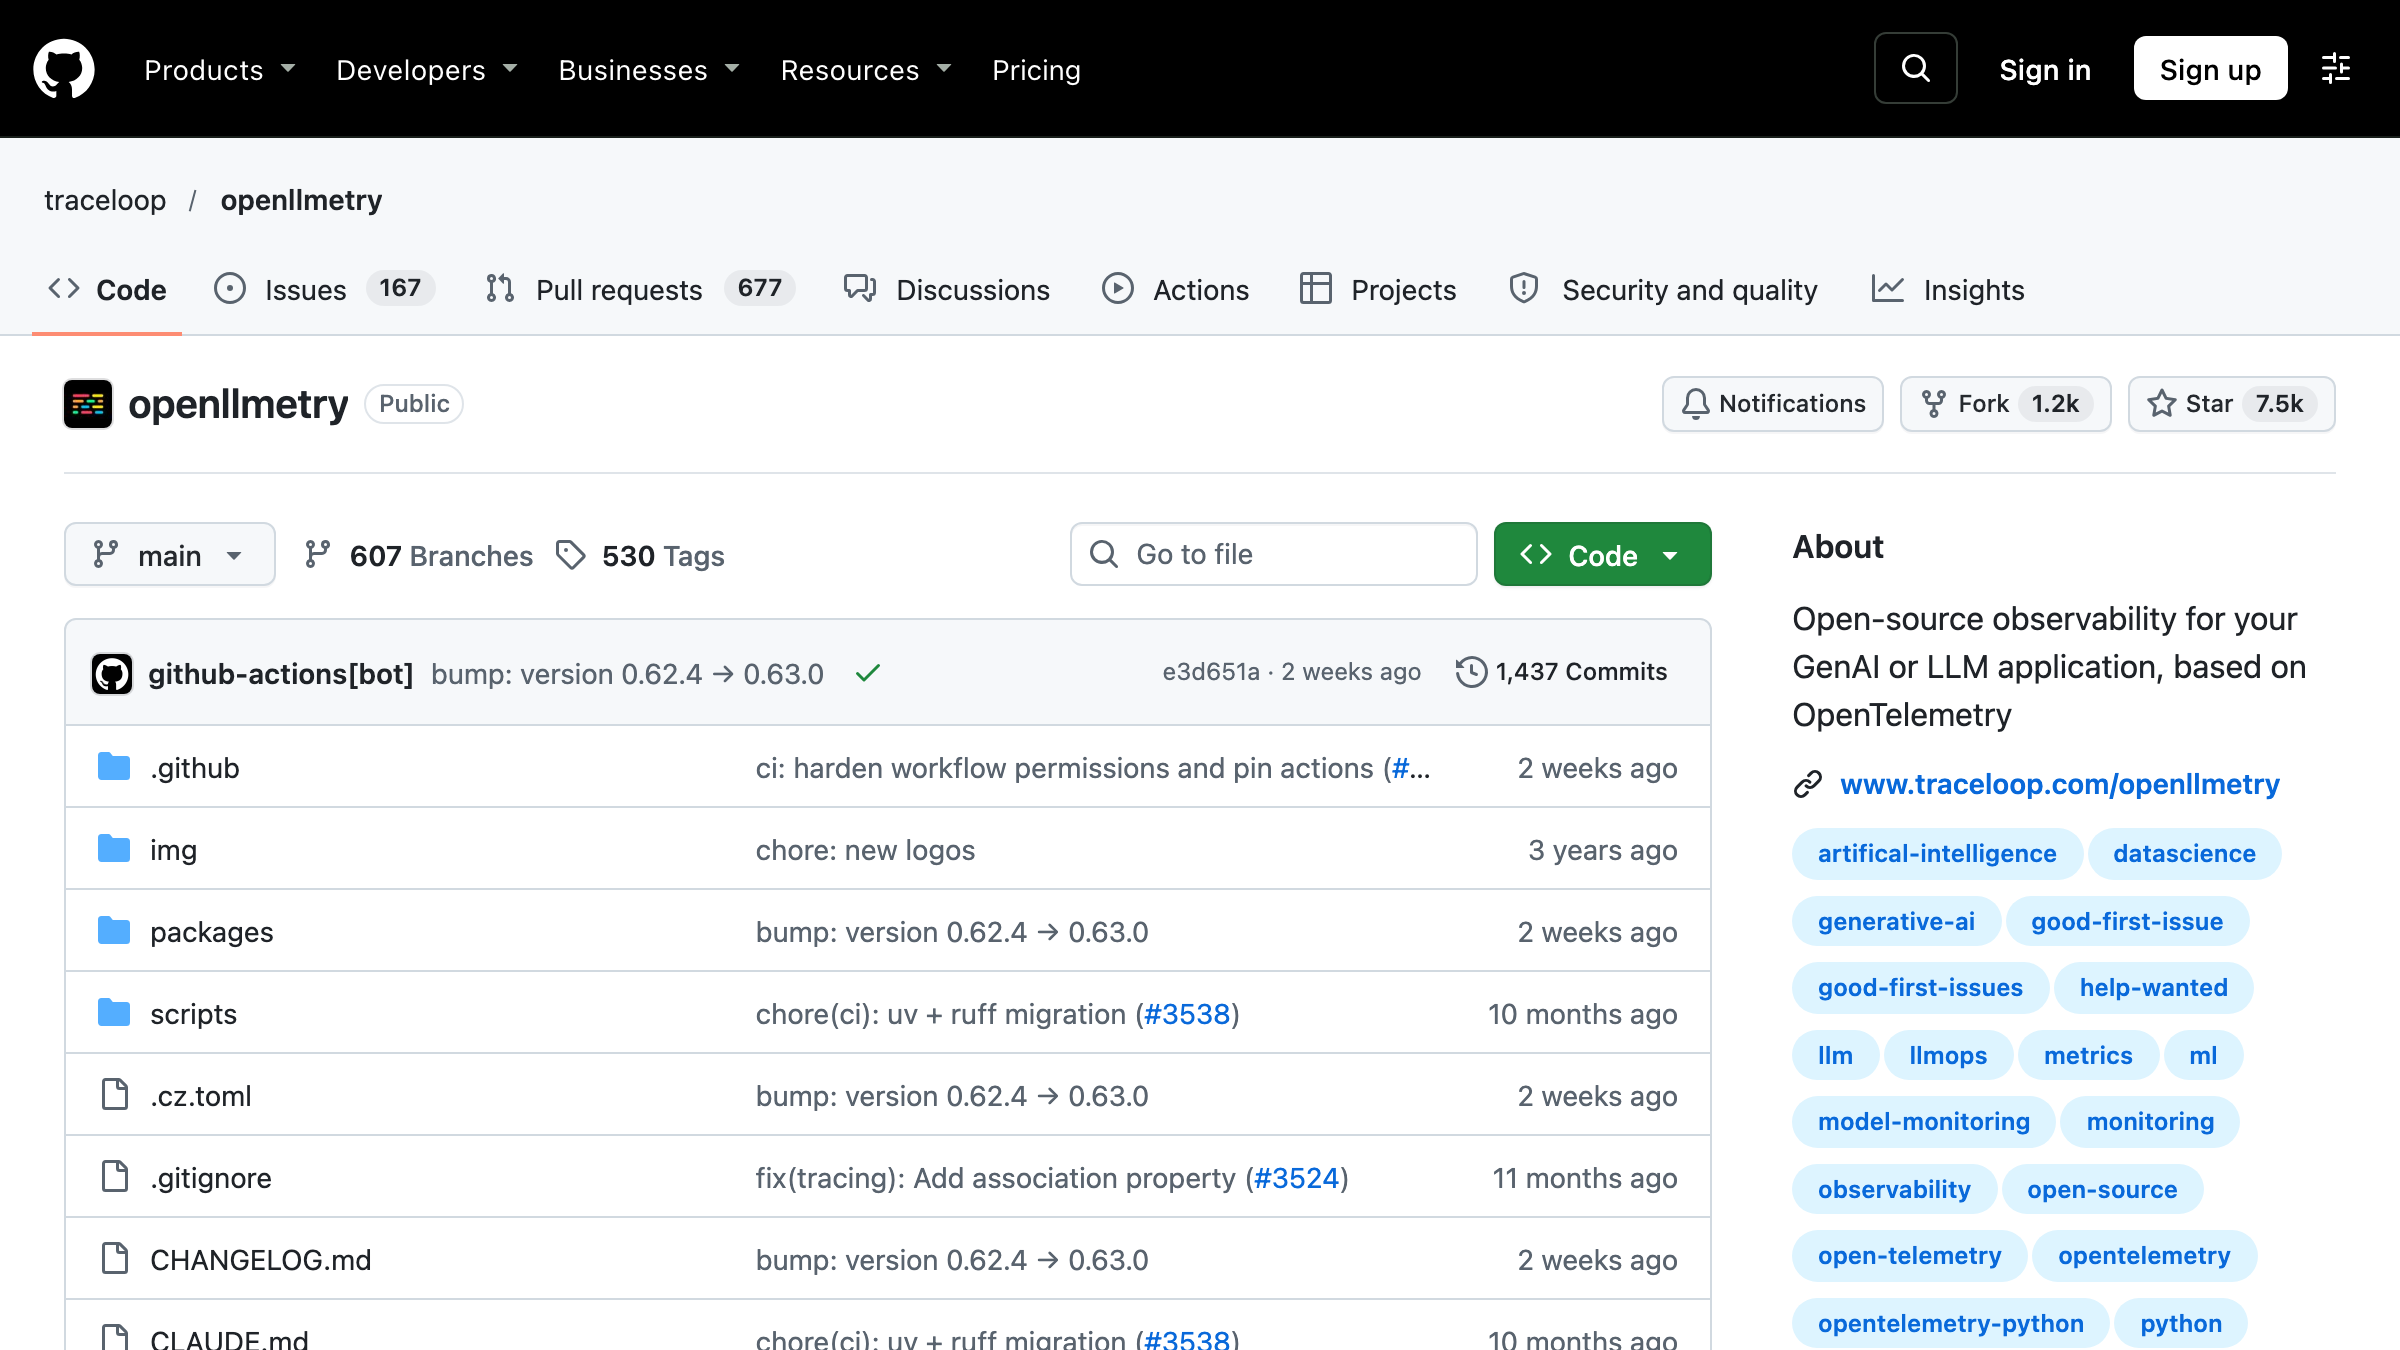 Products Developers Businesses Resources Pricing Sign in Sign up
traceloop / openllmetry
Code Issues 167 Pull requests 677 Discussions Actions Projects Security and quality Insights
openllmetry Public Notifications Fork 1.2k Star 7.5k
main 607 Branches 530 Tags Go to file Code
github-actions[bot] bump: version 0.62.4 → 0.63.0 e3d651a · 2 weeks ago 1,437 Commits
.github ci: harden workflow permissions and pin actions (#... 2 weeks ago
img chore: new logos 3 years ago
packages bump: version 0.62.4 → 0.63.0 2 weeks ago
scripts chore(ci): uv + ruff migration (#3538) 10 months ago
.cz.toml bump: version 0.62.4 → 0.63.0 2 weeks ago
.gitignore fix(tracing): Add association property (#3524) 11 months ago
CHANGELOG.md bump: version 0.62.4 → 0.63.0 2 weeks ago
CLAUDE.md chore(ci): uv + ruff migration (#3538) 10 months ago
About
Open-source observability for your
GenAI or LLM application, based on
OpenTelemetry
www.traceloop.com/openllmetry
artifical-intelligence datascience
generative-ai good-first-issue
good-first-issues help-wanted
llm llmops metrics ml
model-monitoring monitoring
observability open-source
open-telemetry opentelemetry
opentelemetry-python python